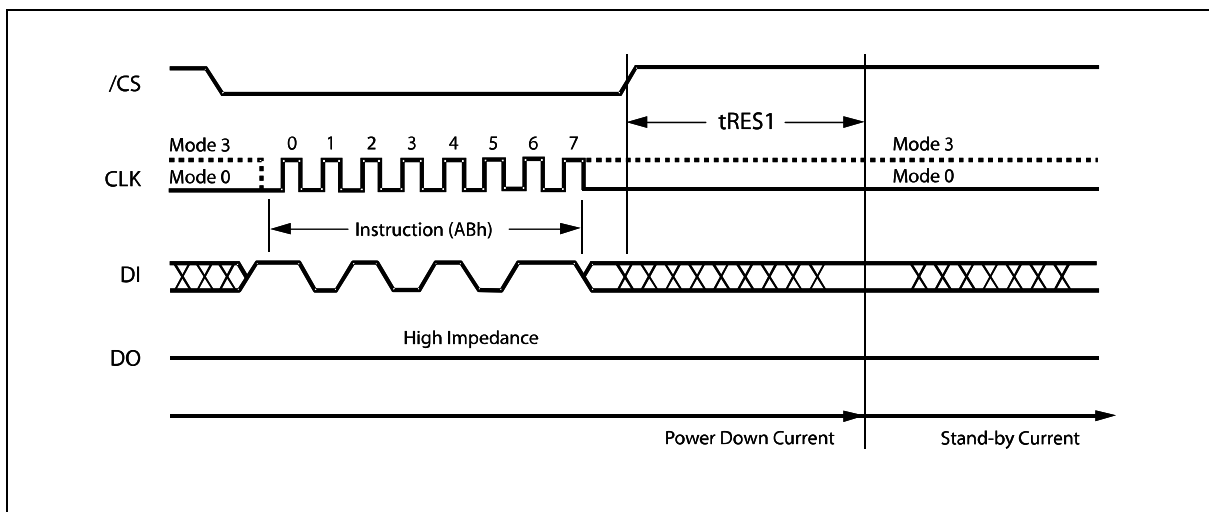 /CS
tRES1
Mode 3
0 1 2 3 4 5 6 7
Mode 3
CLK
Mode 0
Mode 0
Instruction (ABh)
DI
High Impedance
DO
Power Down Current
Stand-by Current